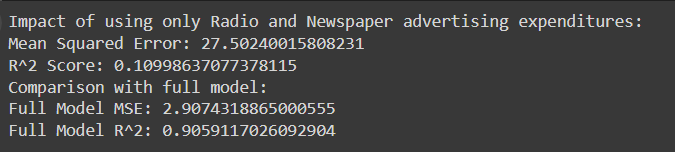 Impact of using only Radio and Newspaper advertising expenditures:
Mean Squared Error: 27.50240015808231
R^2 Score: 0.10998637077378115
Comparison with full model:
Full Model MSE: 2.9074318865000555
Full Model R^2: 0.9059117026092904